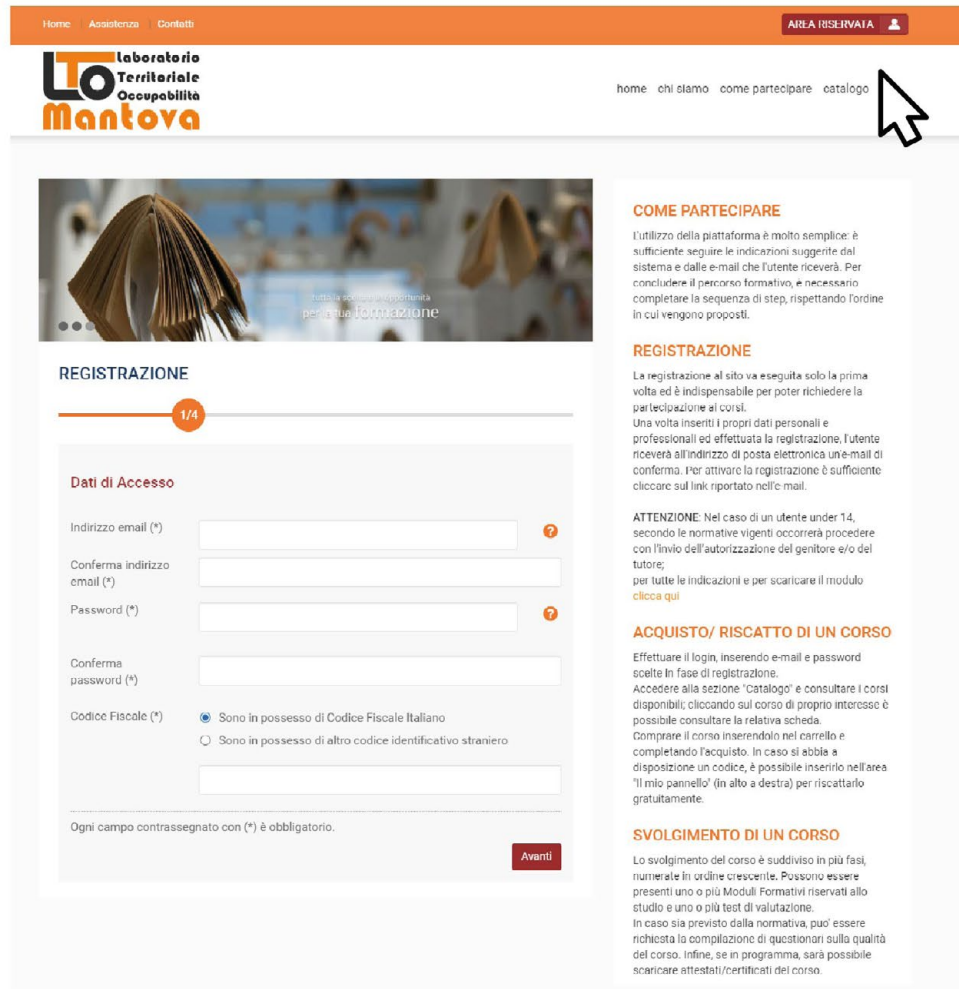 Home Assistenza Contatti
AREA RISERVATA
Laboratorio
Territoriale
Occupabilità
LTO
Mantova
home chi siamo come partecipare catalogo
per la tua formazione
REGISTRAZIONE
1/4
Dati di Accesso
Indirizzo email (*)
?
Conferma indirizzo
email (*)
Password (*)
?
Conferma
password (*)
Codice Fiscale (*)
Sono in possesso di Codice Fiscale Italiano
Sono in possesso di altro codice identificativo straniero
Ogni campo contrassegnato con (*) è obbligatorio.
Avanti
COME PARTECIPARE
L'utilizzo della piattaforma è molto semplice: è
sufficiente seguire le indicazioni suggerite dal
sistema e dalle e-mail che l'utente riceverà. Per
concludere il percorso formativo, è necessario
completare la sequenza di step, rispettando l'ordine
in cui vengono proposti.
REGISTRAZIONE
La registrazione al sito va eseguita solo la prima
volta ed è indispensabile per poter richiedere la
partecipazione ai corsi.
Una volta inseriti i propri dati personali e
professionali ed effettuata la registrazione, l'utente
riceverà all'indirizzo di posta elettronica un'e-mail di
conferma. Per attivare la registrazione è sufficiente
cliccare sul link riportato nell'e-mail.
ATTENZIONE: Nel caso di un utente under 14,
secondo le normative vigenti occorrerà procedere
con l'invio dell'autorizzazione del genitore e/o del
tutore;
per tutte le indicazioni e per scaricare il modulo
clicca qui
ACQUISTO/ RISCATTO DI UN CORSO
Effettuare il login, inserendo e-mail e password
scelte in fase di registrazione.
Accedere alla sezione "Catalogo" e consultare i corsi
disponibili; cliccando sul corso di proprio interesse è
possibile consultare la relativa scheda.
Comprare il corso inserendolo nel carrello e
completando l'acquisto. In caso si abbia a
disposizione un codice, è possibile inserirlo nell'area
"Il mio pannello" (in alto a destra) per riscattarlo
gratuitamente.
SVOLGIMENTO DI UN CORSO
Lo svolgimento del corso è suddiviso in più fasi,
numerate in ordine crescente. Possono essere
presenti uno o più Moduli Formativi riservati allo
studio e uno o più test di valutazione.
In caso sia previsto dalla normativa, puo' essere
richiesta la compilazione di questionari sulla qualità
del corso. Infine, se in programma, sarà possibile
scaricare attestati/certificati del corso.